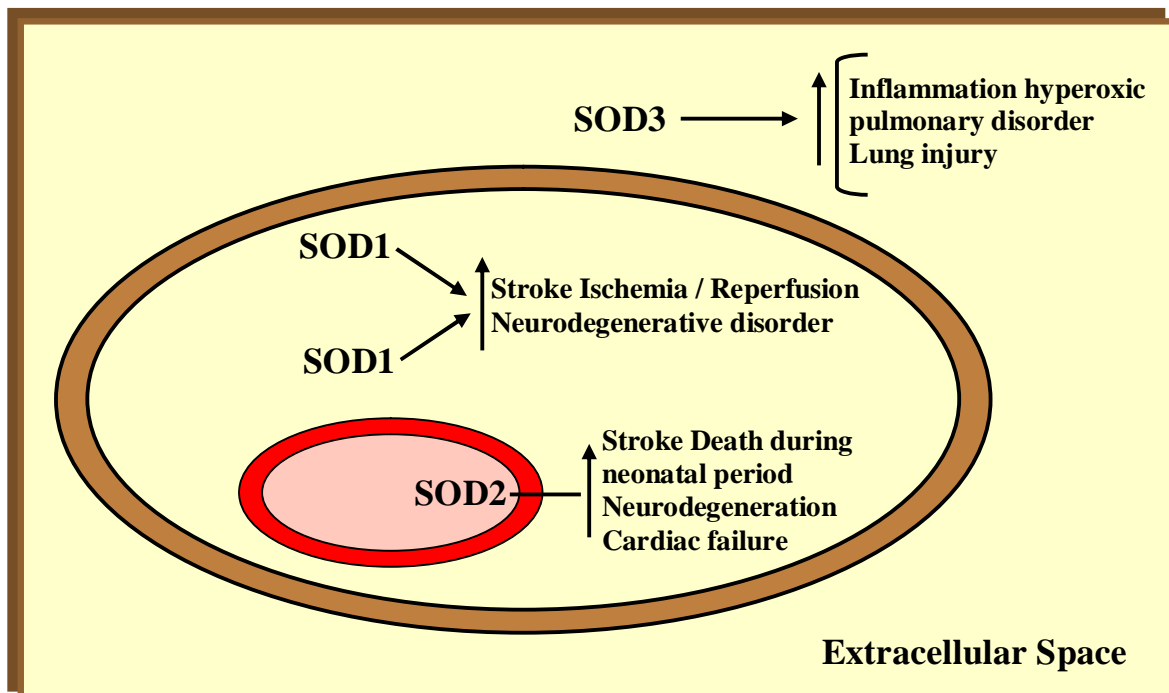 SOD3
Inflammation hyperoxic
pulmonary disorder
Lung injury
SOD1
Stroke Ischemia / Reperfusion
Neurodegenerative disorder
SOD1
SOD2
Stroke Death during
neonatal period
Neurodegeneration
Cardiac failure
Extracellular Space